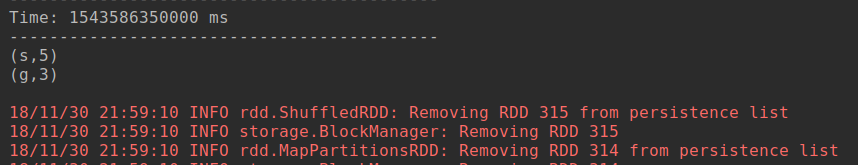 -------------------------------------------
Time: 1543586350000 ms
-------------------------------------------
(s,5)
(g,3)
18/11/30 21:59:10 INFO rdd.ShuffledRDD: Removing RDD 315 from persistence list
18/11/30 21:59:10 INFO storage.BlockManager: Removing RDD 315
18/11/30 21:59:10 INFO rdd.MapPartitionsRDD: Removing RDD 314 from persistence list